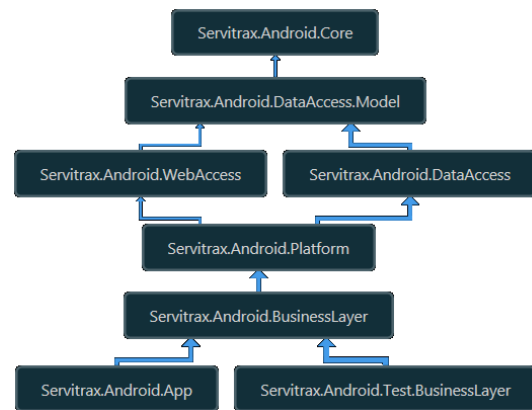 Servitrax.Android.Core
Servitrax.Android.DataAccess.Model
Servitrax.Android.WebAccess
Servitrax.Android.DataAccess
Servitrax.Android.Platform
Servitrax.Android.BusinessLayer
Servitrax.Android.App
Servitrax.Android.Test.BusinessLayer